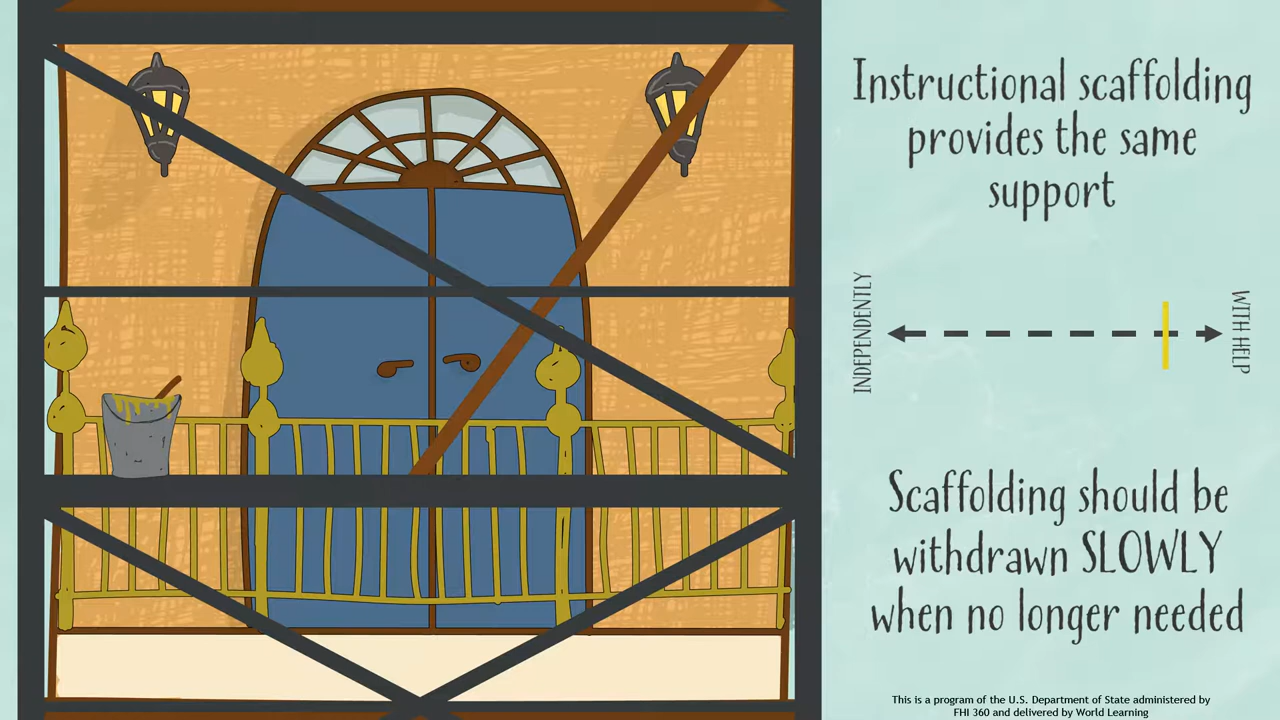 Instructional scaffolding
provides the same
support
INDEPENDENTLY
WITH HELP
Scaffolding should be
withdrawn SLOWLY
when no longer needed
This is a program of the U.S. Department of State administered by
FHI 360 and delivered by World Learning